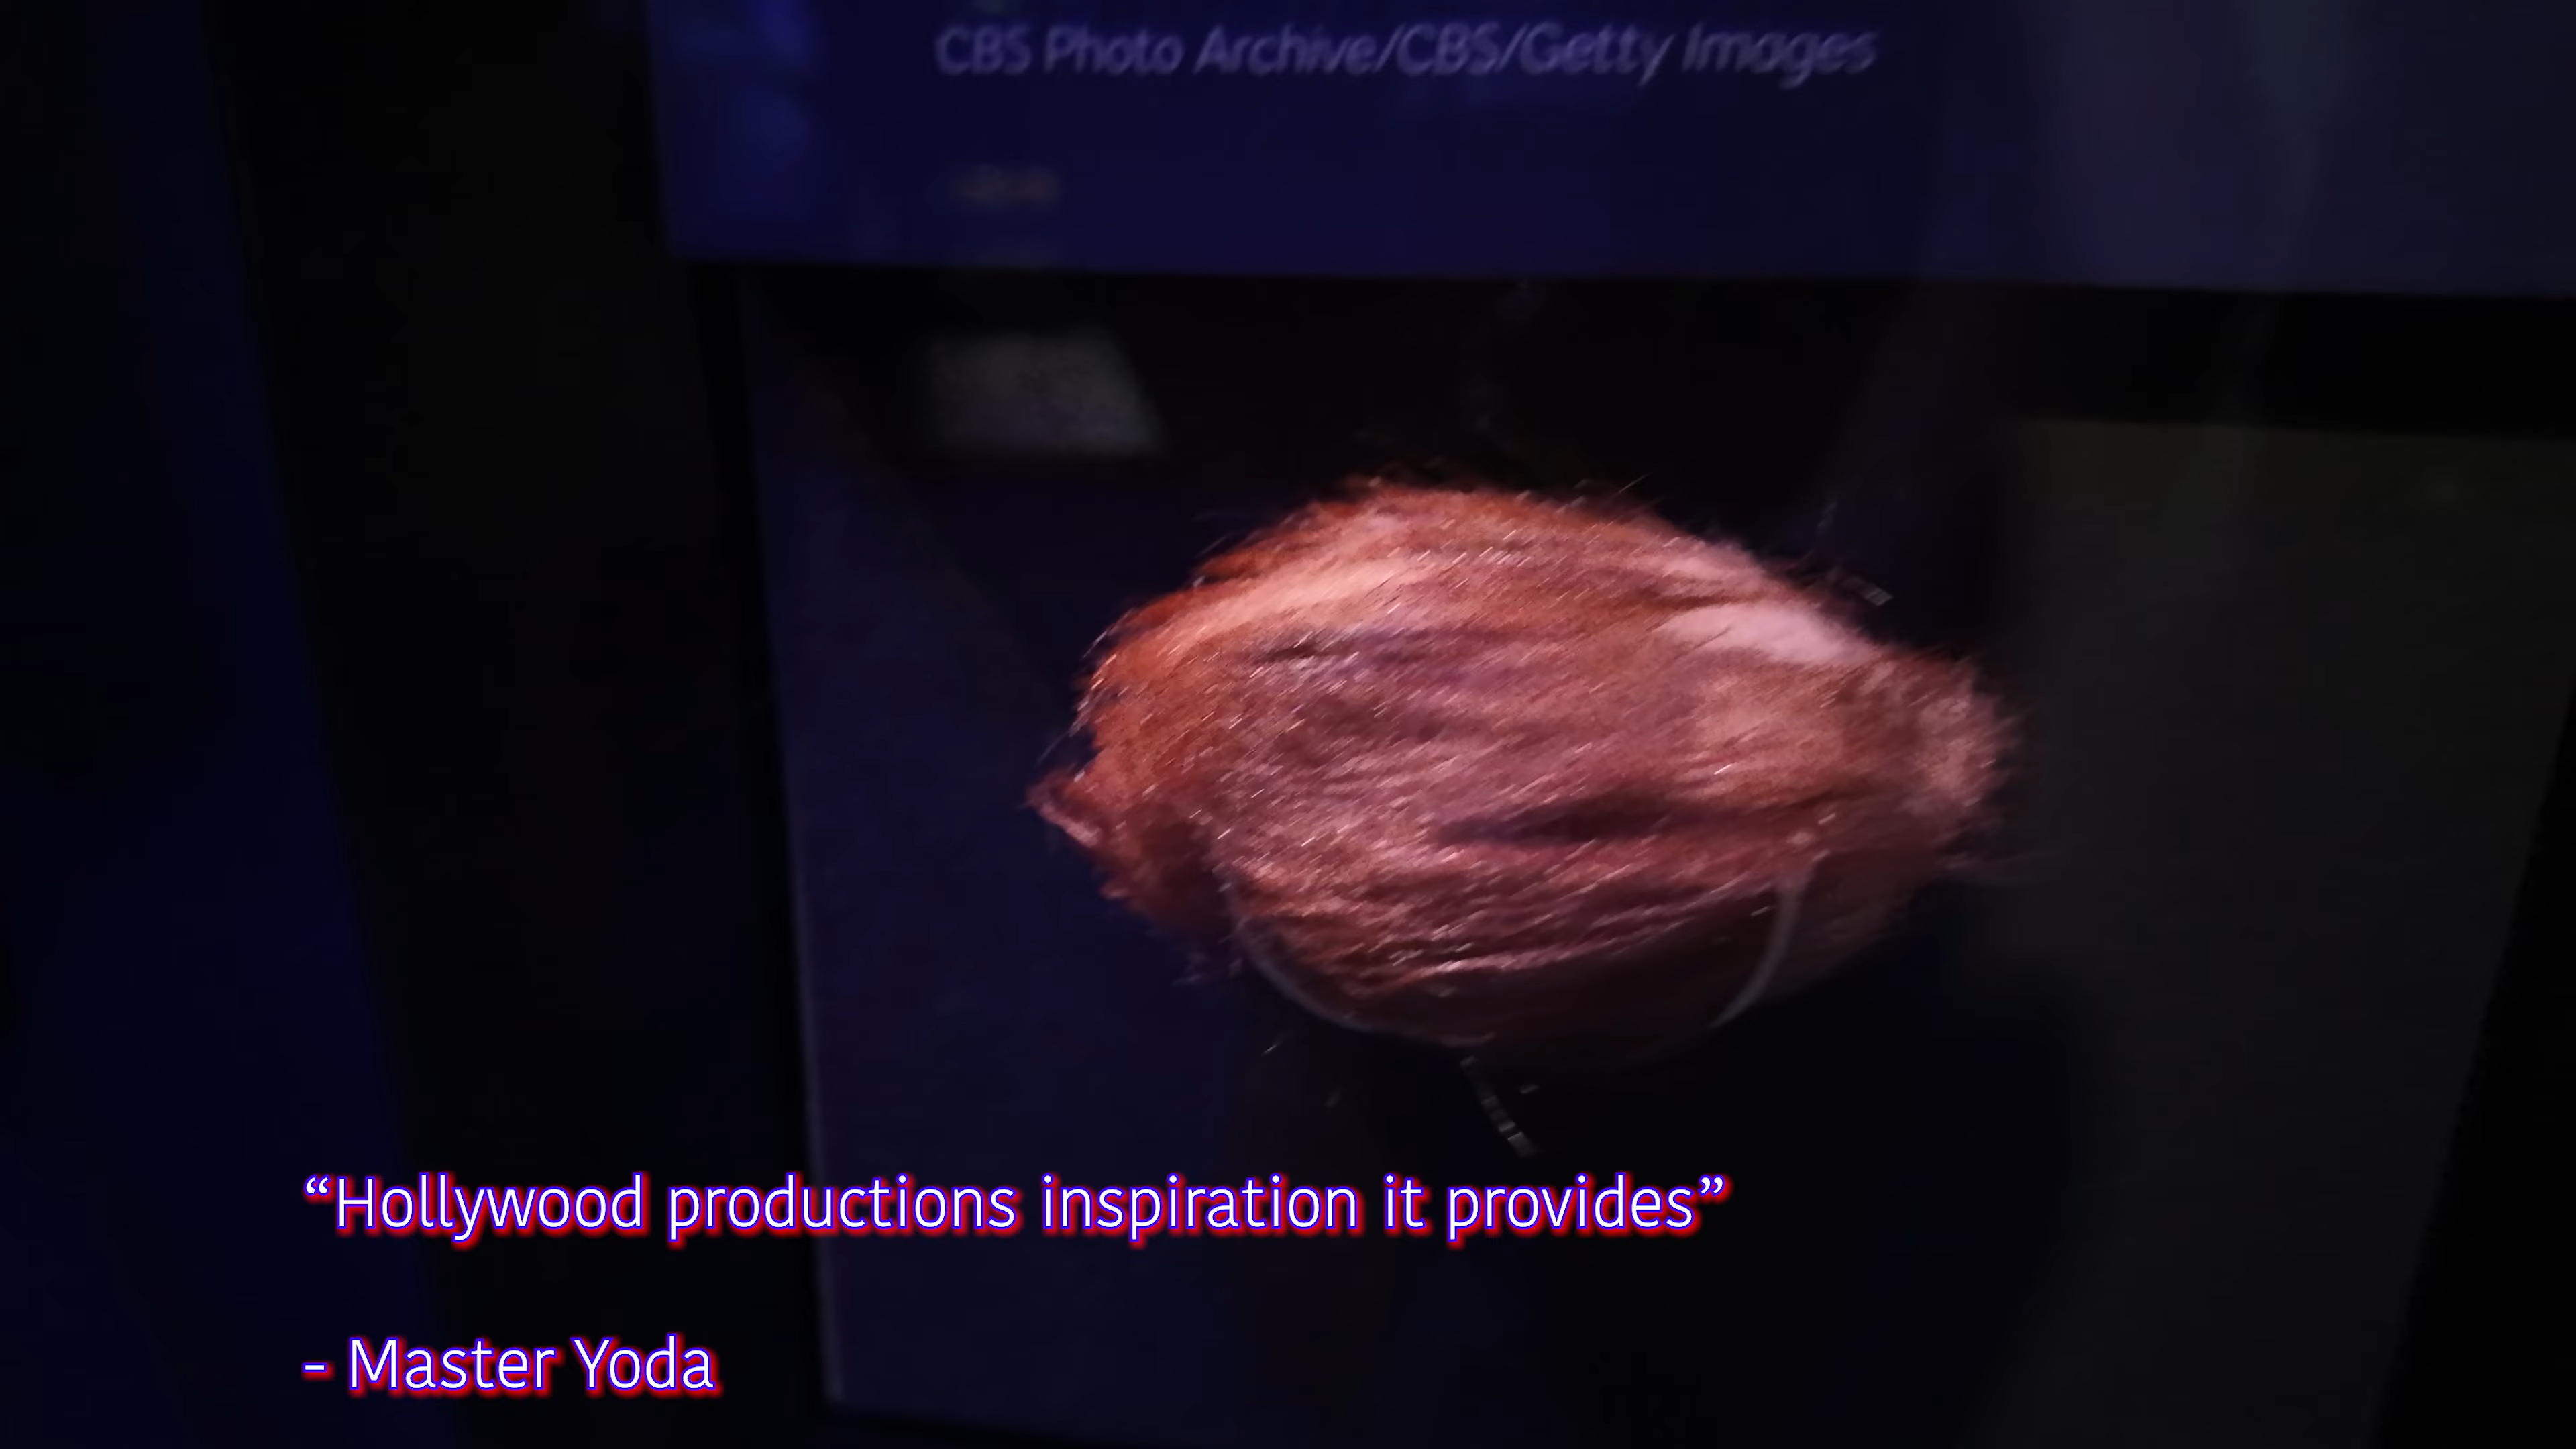 CBS Photo Archive/CBS/Getty Images
“Hollywood productions inspiration it provides”
- Master Yoda